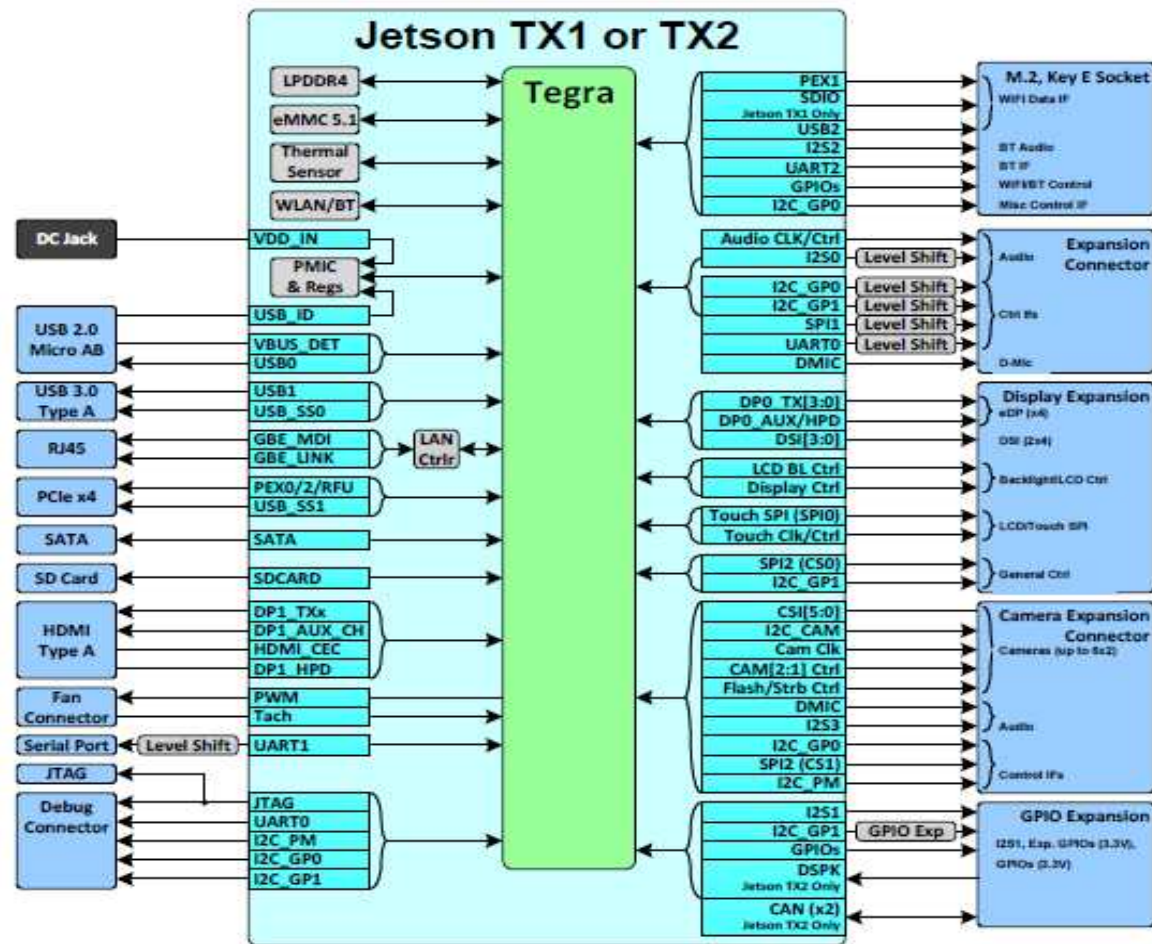 Jetson TX1 or TX2
LPDDR4
eMMC 5.1
Thermal
Sensor
WLAN/BT
Tegra
DC Jack
VDD_IN
PMIC
& Regs
USB_ID
USB 2.0
Micro AB
VBUS_DET
USB0
USB 3.0
Type A
USB1
USB_SS0
RJ45
GBE_MDI
GBE_LINK
LAN
Ctrlr
PCIe x4
PEX0/2/RFU
USB_SS1
SATA
SATA
SD Card
SDCARD
HDMI
Type A
DP1_TXx
DP1_AUX_CH
HDMI_CEC
DP1_HPD
Fan
Connector
PWM
Tach
Serial Port
Level Shift
UART1
JTAG
Debug
Connector
JTAG
UART0
I2C_PM
I2C_GP0
I2C_GP1
PEX1
SDIO
Jetson TX1 Only
USB2
I2S2
UART2
GPIOs
I2C_GP0
M.2, Key E Socket
WIFI Data IF
BT Audio
BT IF
WIFI/BT Control
Misc Control IF
Audio CLK/Ctrl
I2S0
Level Shift
I2C_GP0
Level Shift
I2C_GP1
Level Shift
SPI1
Level Shift
UART0
Level Shift
DMIC
Expansion
Connector
Audio
Ctrl Ifs
D-Mic
DP0_TX[3:0]
DP0_AUX/HPD
DSI[3:0]
LCD BL Ctrl
Display Ctrl
Touch SPI (SPI0)
Touch Clk/Ctrl
SPI2 (CS0)
I2C_GP1
Display Expansion
eDP (x4)
DSI (2x4)
Backlight/LCD Ctrl
LCD/Touch SPI
General Ctrl
CSI[5:0]
I2C_CAM
Cam Clk
CAM[2:1] Ctrl
Flash/Strb Ctrl
DMIC
I2S3
I2C_GP0
SPI2 (CS1)
I2C_PM
Camera Expansion
Connector
Cameras (up to 6x2)
Audio
Control IFs
I2S1
I2C_GP1
GPIO Exp
GPIOs
DSPK
Jetson TX2 Only
CAN (x2)
Jetson TX2 Only
GPIO Expansion
I2S1, Exp. GPIOs (3.3V),
GPIOs (3.3V)